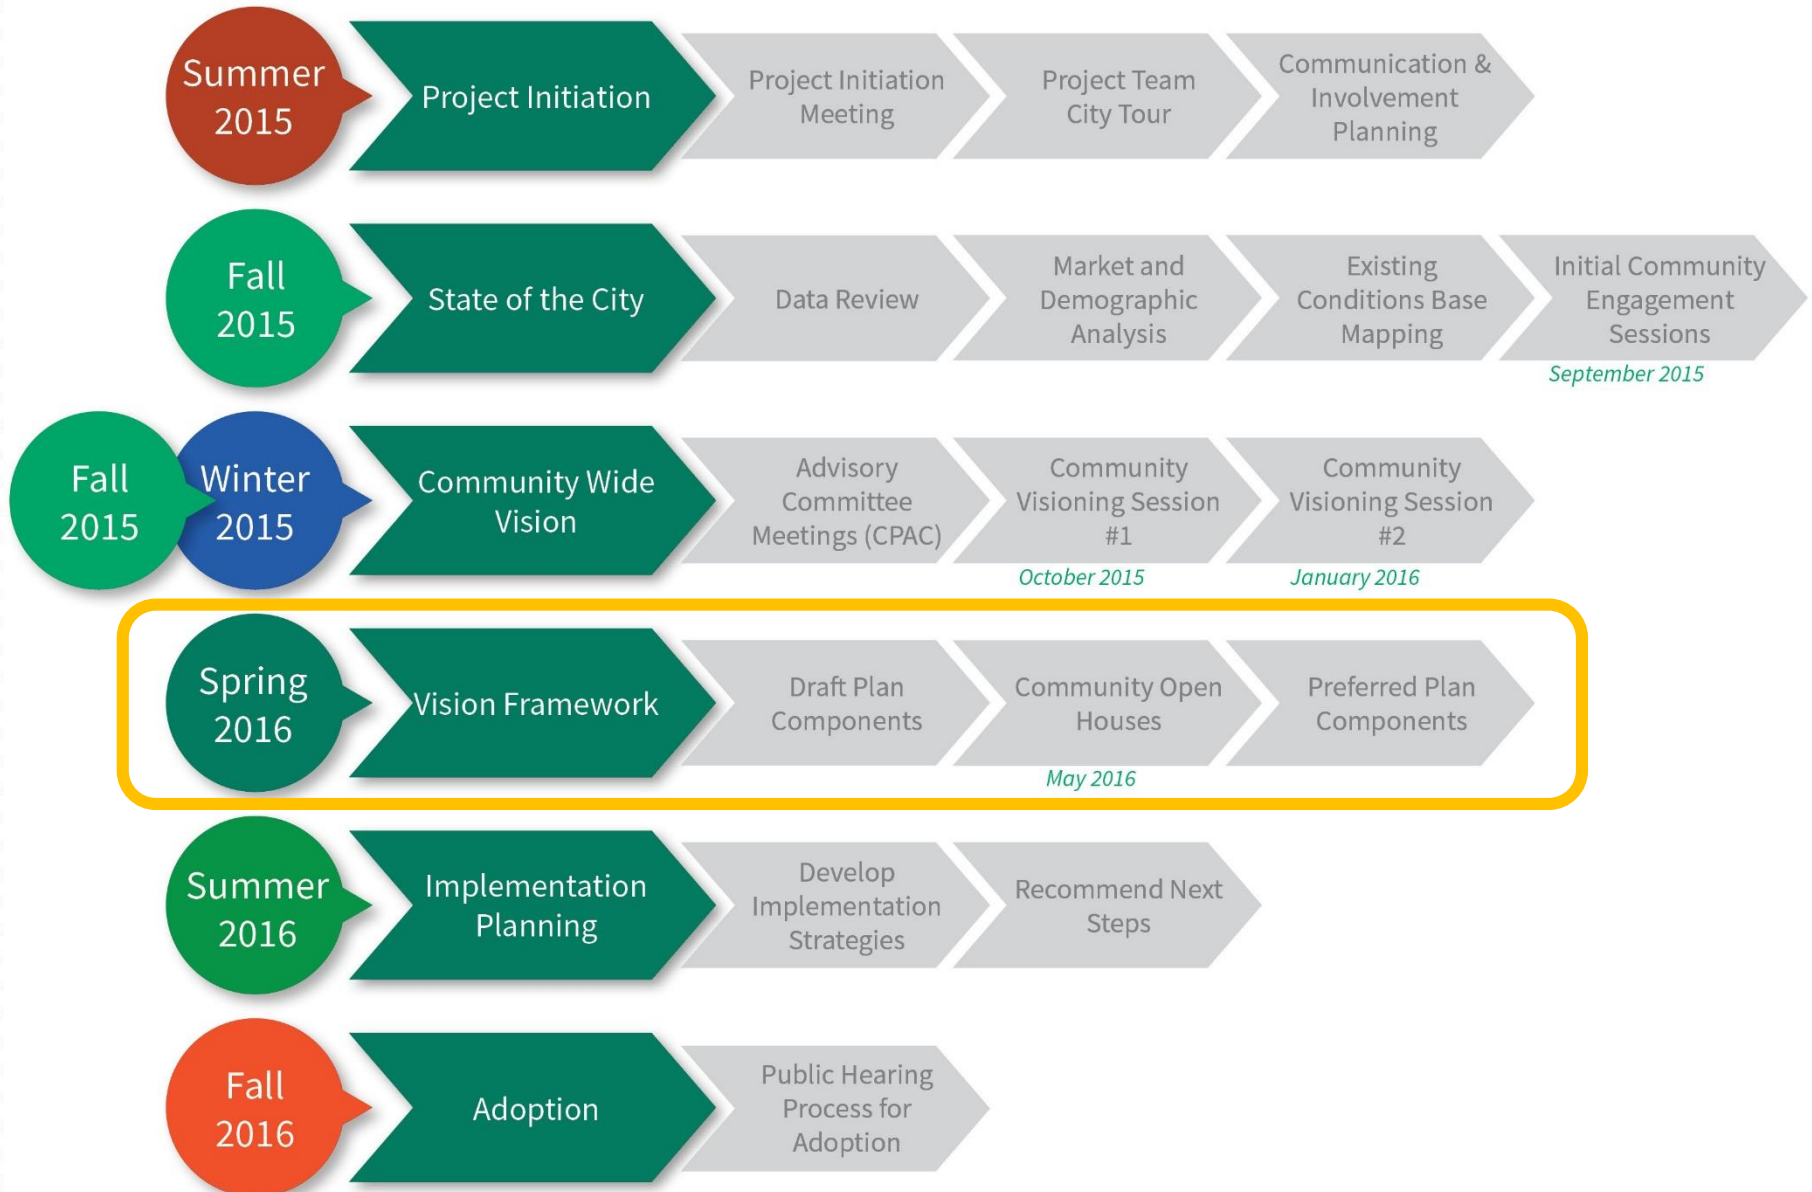 Summer
2015
Project Initiation
Project Initiation
Meeting
Project Team
City Tour
Communication &
Involvement
Planning
Fall
2015
State of the City
Data Review
Market and
Demographic
Analysis
Existing
Conditions Base
Mapping
Initial Community
Engagement
Sessions
September 2015
Fall
2015
Winter
2015
Community Wide
Vision
Advisory
Committee
Meetings (CPAC)
Community
Visioning Session
#1
October 2015
Community
Visioning Session
#2
January 2016
Spring
2016
Vision Framework
Draft Plan
Components
Community Open
Houses
May 2016
Preferred Plan
Components
Summer
2016
Implementation
Planning
Develop
Implementation
Strategies
Recommend Next
Steps
Fall
2016
Adoption
Public Hearing
Process for
Adoption